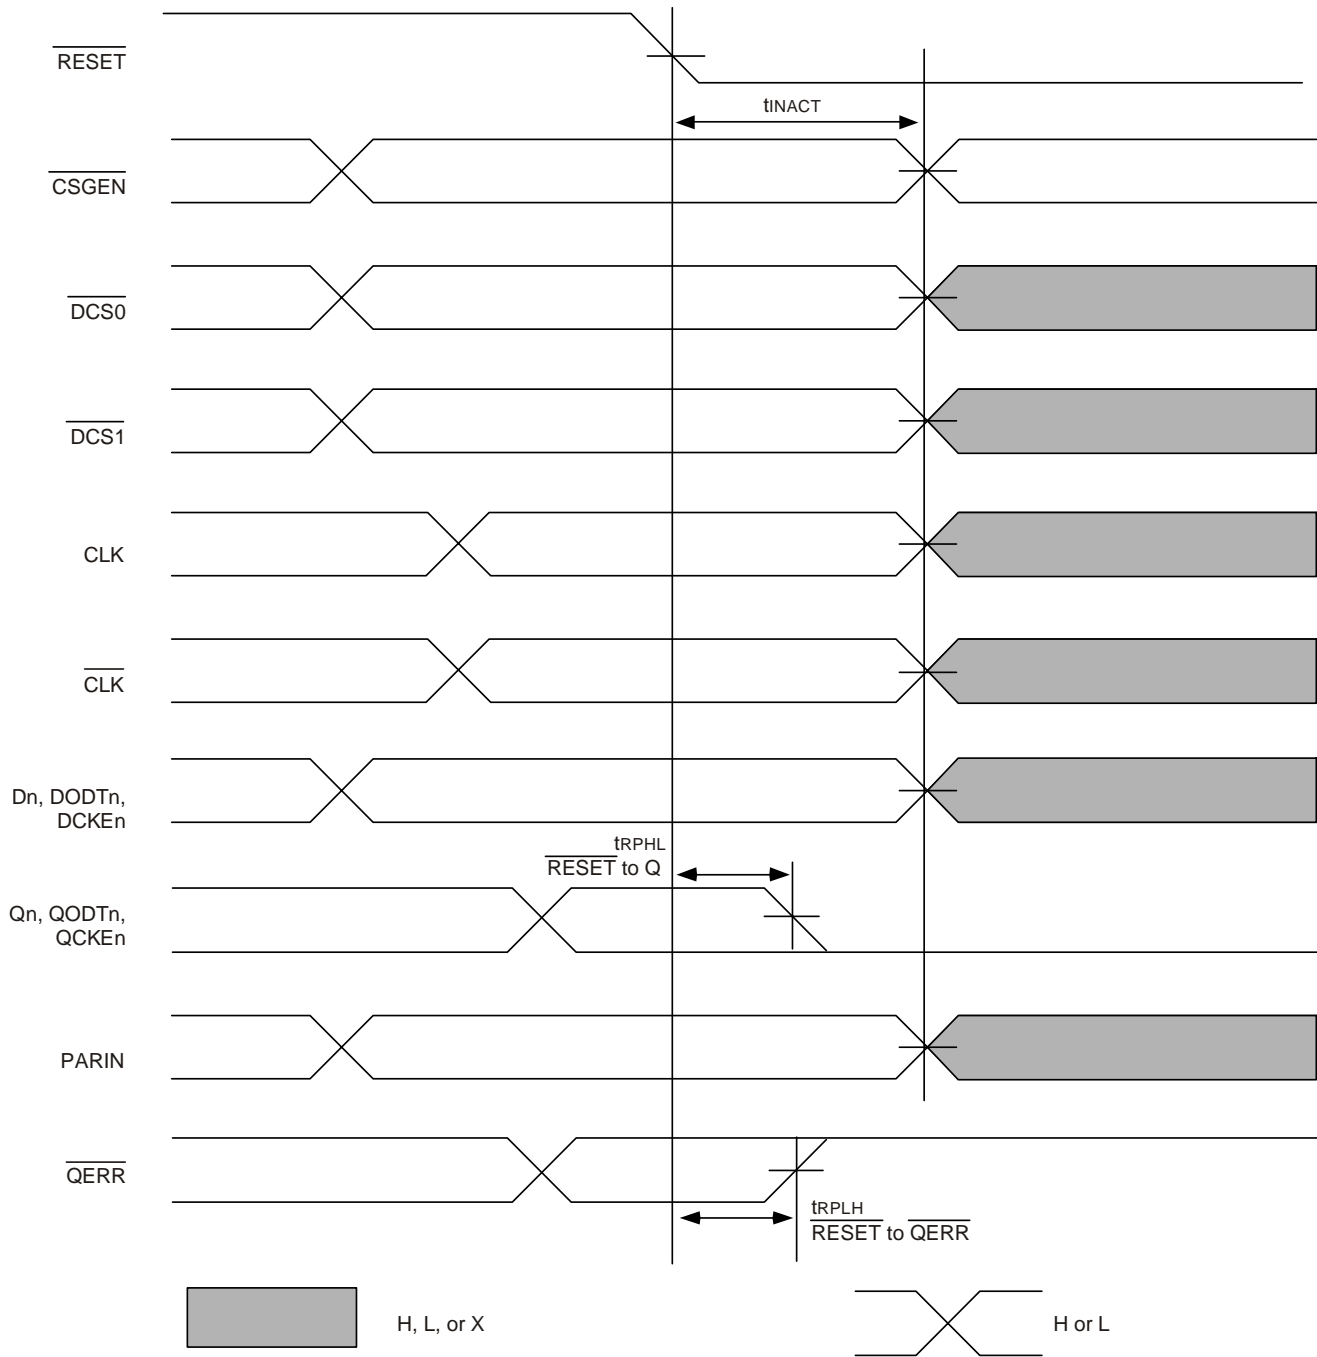 RESET
tINACT
CSGEN
DCS0
DCS1
CLK
CLK
Dn, DODTn,
DCKEn
tRPHL
RESET to Q
Qn, QODTn,
QCKEn
PARIN
QERR
tRPLH
RESET to QERR
H, L, or X
H or L